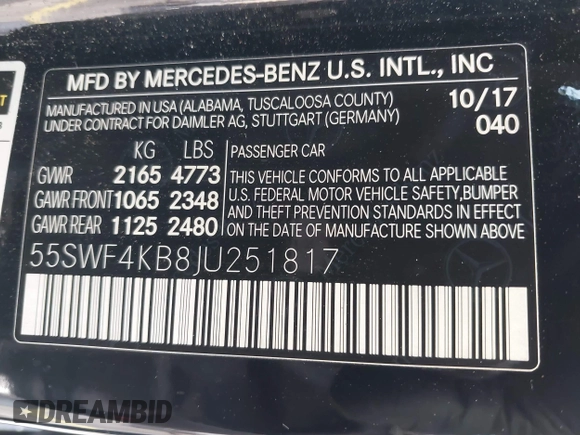 MFD BY MERCEDES-BENZ U.S. INTL., INC
MANUFACTURED IN USA (ALABAMA, TUSCALOOSA COUNTY) 10/17
UNDER CONTRACT FOR DAIMLER AG, STUTTGART (GERMANY) 040
KG LBS PASSENGER CAR
GVWR 2165 4773 THIS VEHICLE CONFORMS TO ALL APPLICABLE
GAWR FRONT 1065 2348 U.S. FEDERAL MOTOR VEHICLE SAFETY, BUMPER
GAWR REAR 1125 2480 AND THEFT PREVENTION STANDARDS IN EFFECT
ON THE DATE OF MANUFACTURE SHOWN ABOVE
55SWF4KB8JU251817
DREAMBID